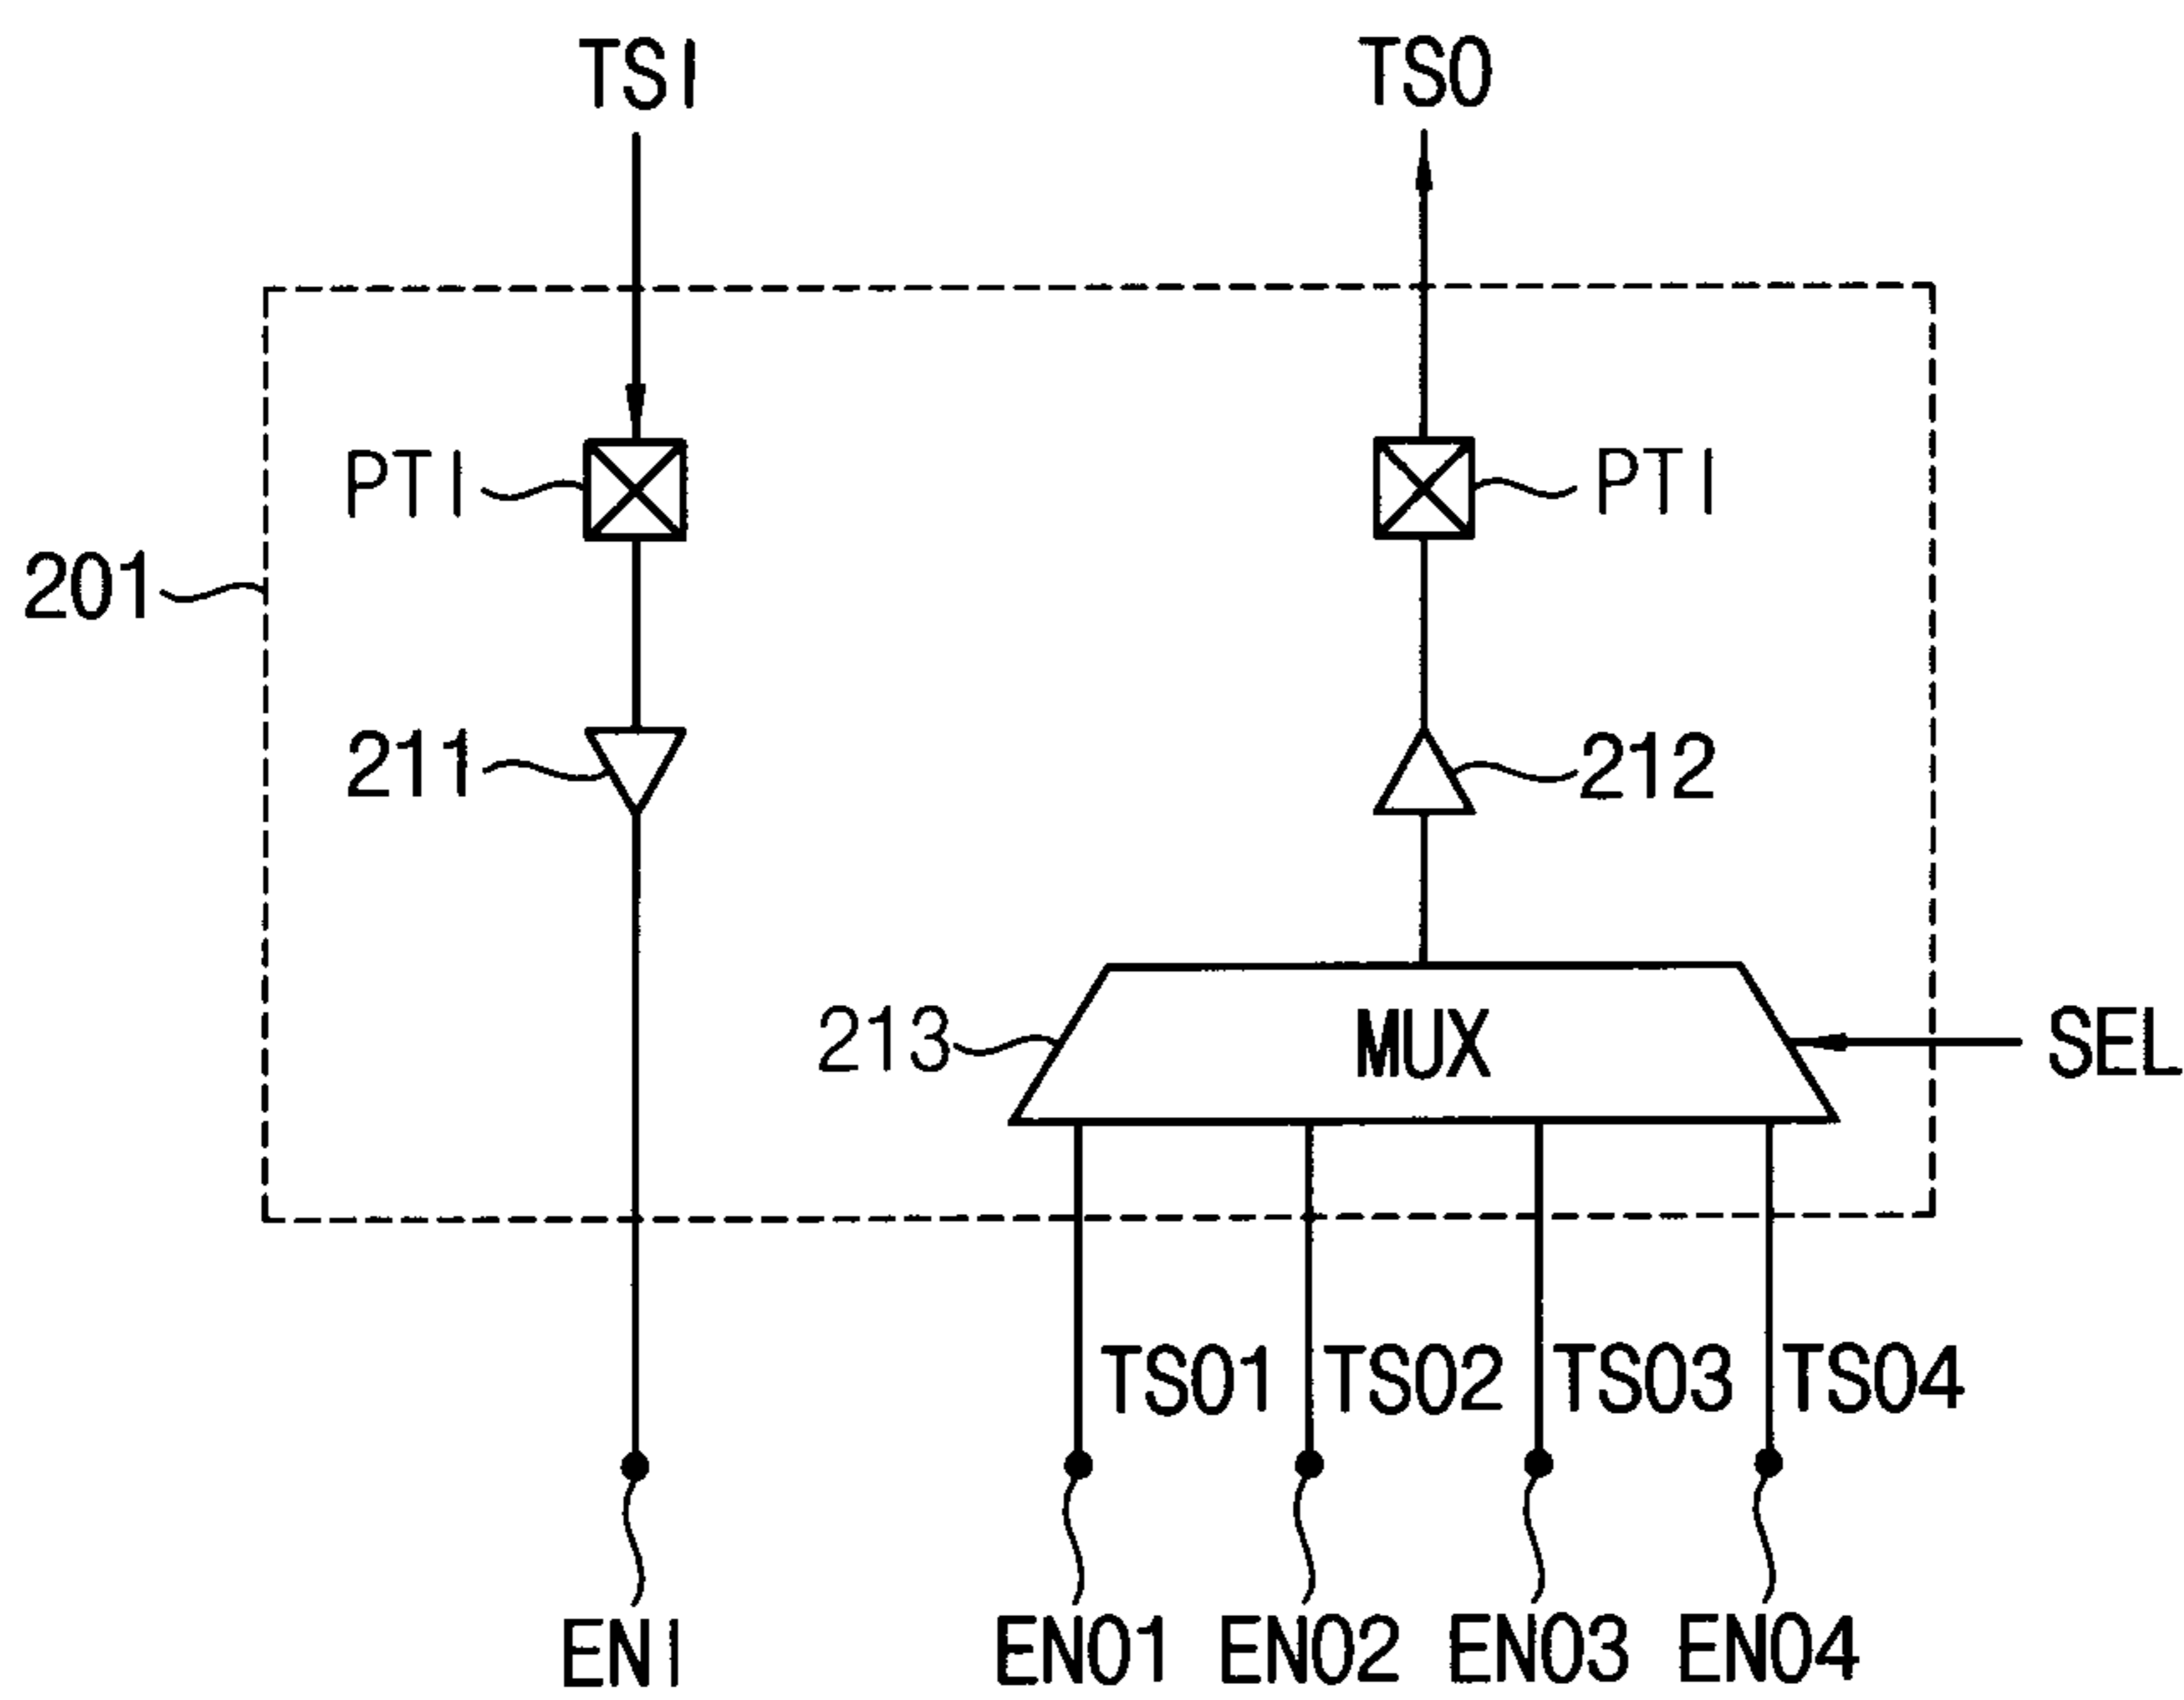 TSI TSO
PTI PTI
201
211 212
213 MUX SEL
TSO1 TSO2 TSO3 TSO4
ENI ENO1 ENO2 ENO3 ENO4